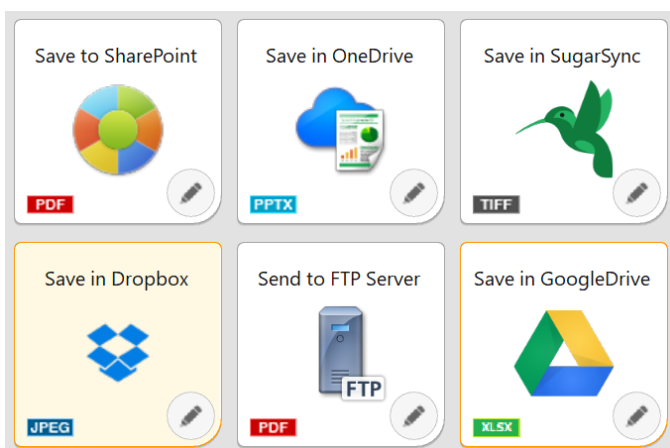 Save to SharePoint
PDF
Save in OneDrive
PPTX
Save in SugarSync
TIFF
Save in Dropbox
JPEG
Send to FTP Server
FTP
PDF
Save in GoogleDrive
XLSX